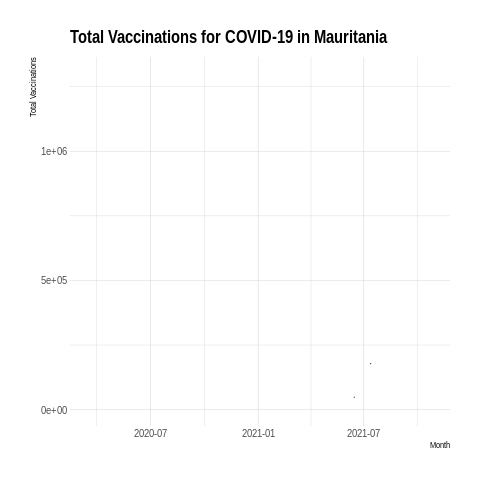 Total Vaccinations for COVID-19 in Mauritania
Total Vaccinations
1e+06
5e+05
0e+00
2020-07 2021-01 2021-07
Month